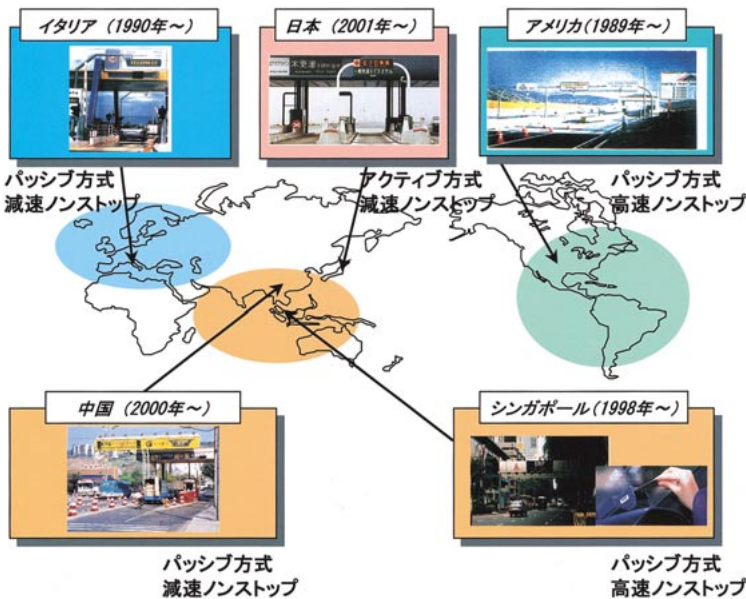 イタリア（1990年～）
日本（2001年～）
アメリカ（1989年～）
木更津
パッシブ方式
減速ノンストップ
アクティブ方式
減速ノンストップ
パッシブ方式
高速ノンストップ
中国（2000年～）
シンガポール（1998年～）
パッシブ方式
減速ノンストップ
パッシブ方式
高速ノンストップ